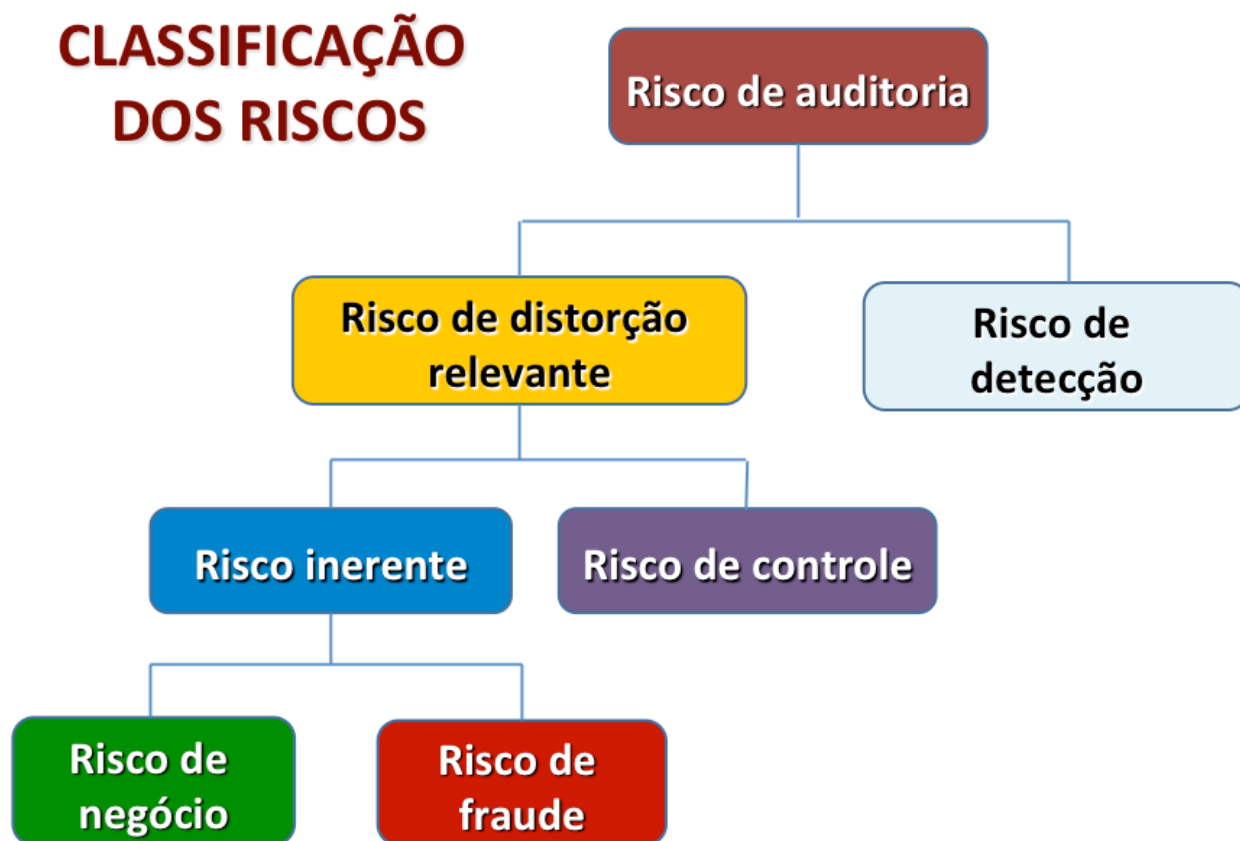 CLASSIFICAÇÃO
DOS RISCOS
Risco de auditoria
Risco de distorção
relevante
Risco de
detecção
Risco inerente
Risco de controle
Risco de
negócio
Risco de
fraude